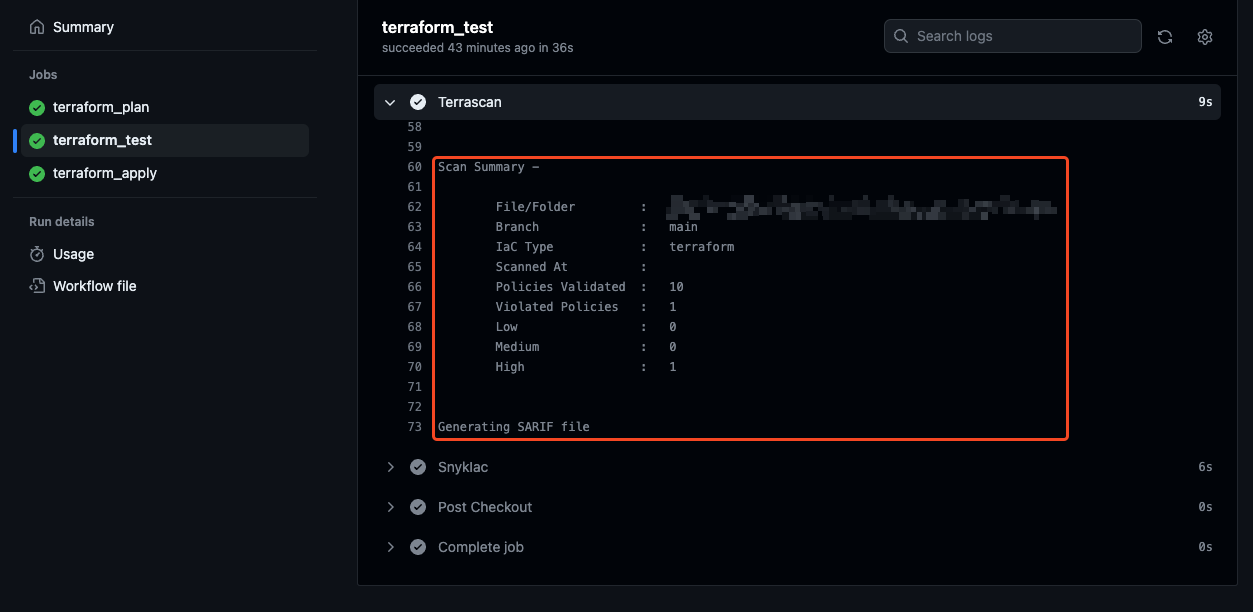 Summary
Jobs
terraform_plan
terraform_test
terraform_apply
Run details
Usage
Workflow file
terraform_test
succeeded 43 minutes ago in 36s
Search logs
Terrascan 9s
58
59
60 Scan Summary -
61
62 File/Folder :
63 Branch : main
64 IaC Type : terraform
65 Scanned At :
66 Policies Validated : 10
67 Violated Policies : 1
68 Low : 0
69 Medium : 0
70 High : 1
71
72
73 Generating SARIF file
SnykIac 6s
Post Checkout 0s
Complete job 0s